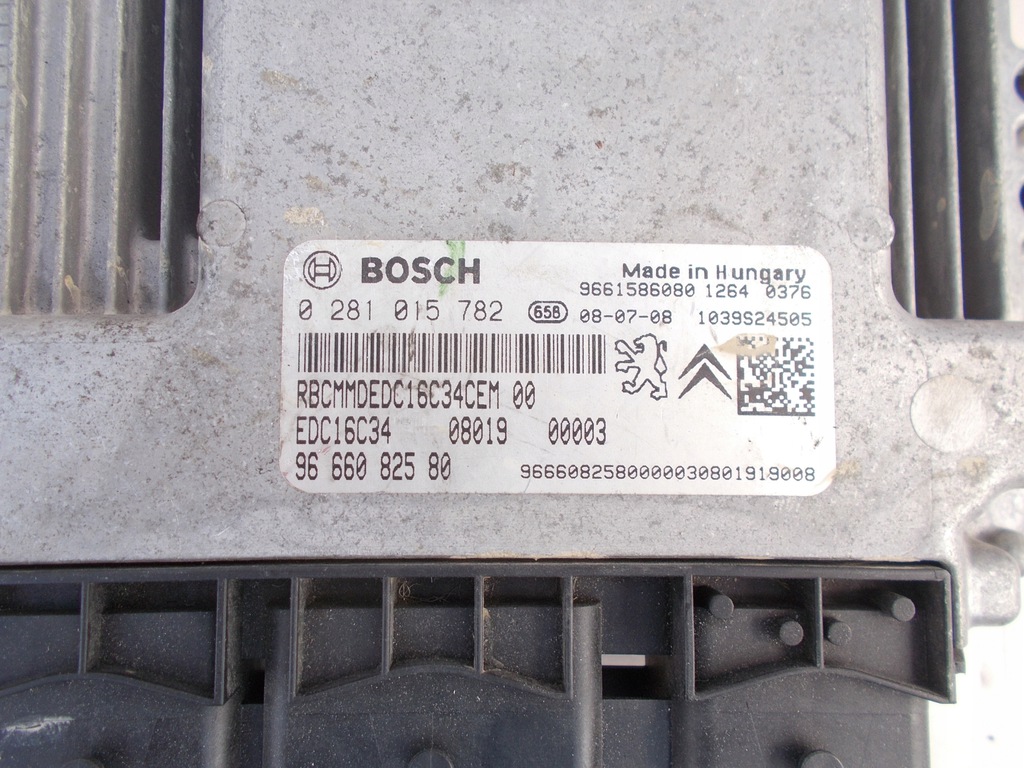 BOSCH Made in Hungary
9661586080 1264 0376
0 281 015 782 658 08-07-08 1039S24505
RBCMMDEDC16C34CEM 00
EDC16C34 08019 00003
96 660 825 80 9666082580000030801919008